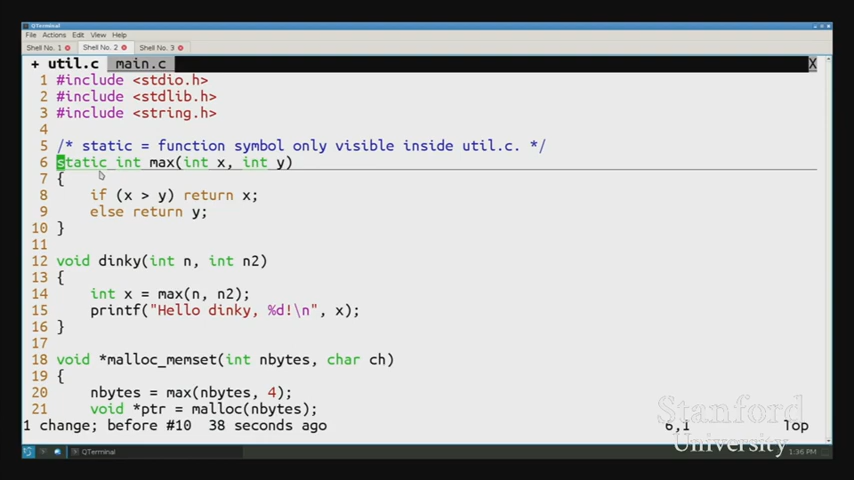 QTerminal
File Actions Edit View Help
Shell No. 1 Shell No. 2 Shell No. 3
+ util.c main.c X
1 #include <stdio.h>
2 #include <stdlib.h>
3 #include <string.h>
4
5 /* static = function symbol only visible inside util.c. */
6 static int max(int x, int y)
7 {
8 if (x > y) return x;
9 else return y;
10 }
11
12 void dinky(int n, int n2)
13 {
14 int x = max(n, n2);
15 printf("Hello dinky, %d!\n", x);
16 }
17
18 void *malloc_memset(int nbytes, char ch)
19 {
20 nbytes = max(nbytes, 4);
21 void *ptr = malloc(nbytes);
1 change; before #10 38 seconds ago 6,1 Top
Stanford
University
QTerminal 1:36 PM